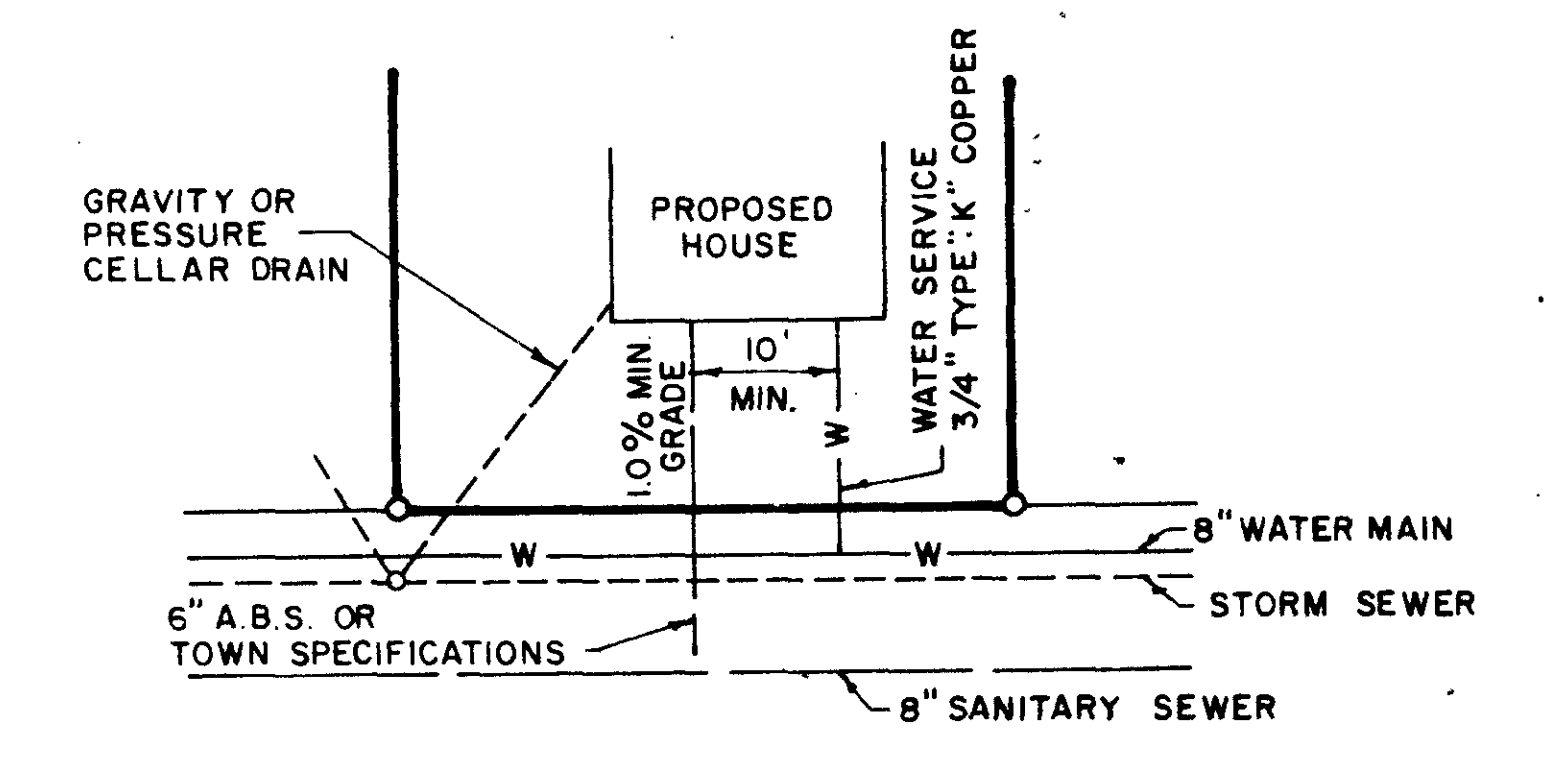 GRAVITY OR
PRESSURE
CELLAR DRAIN
PROPOSED
HOUSE
WATER SERVICE
3/4" TYPE "K" COPPER
1.0% MIN.
GRADE
10'
MIN.
W
8" WATER MAIN
W
W
STORM SEWER
6" A.B.S. OR
TOWN SPECIFICATIONS
8" SANITARY SEWER